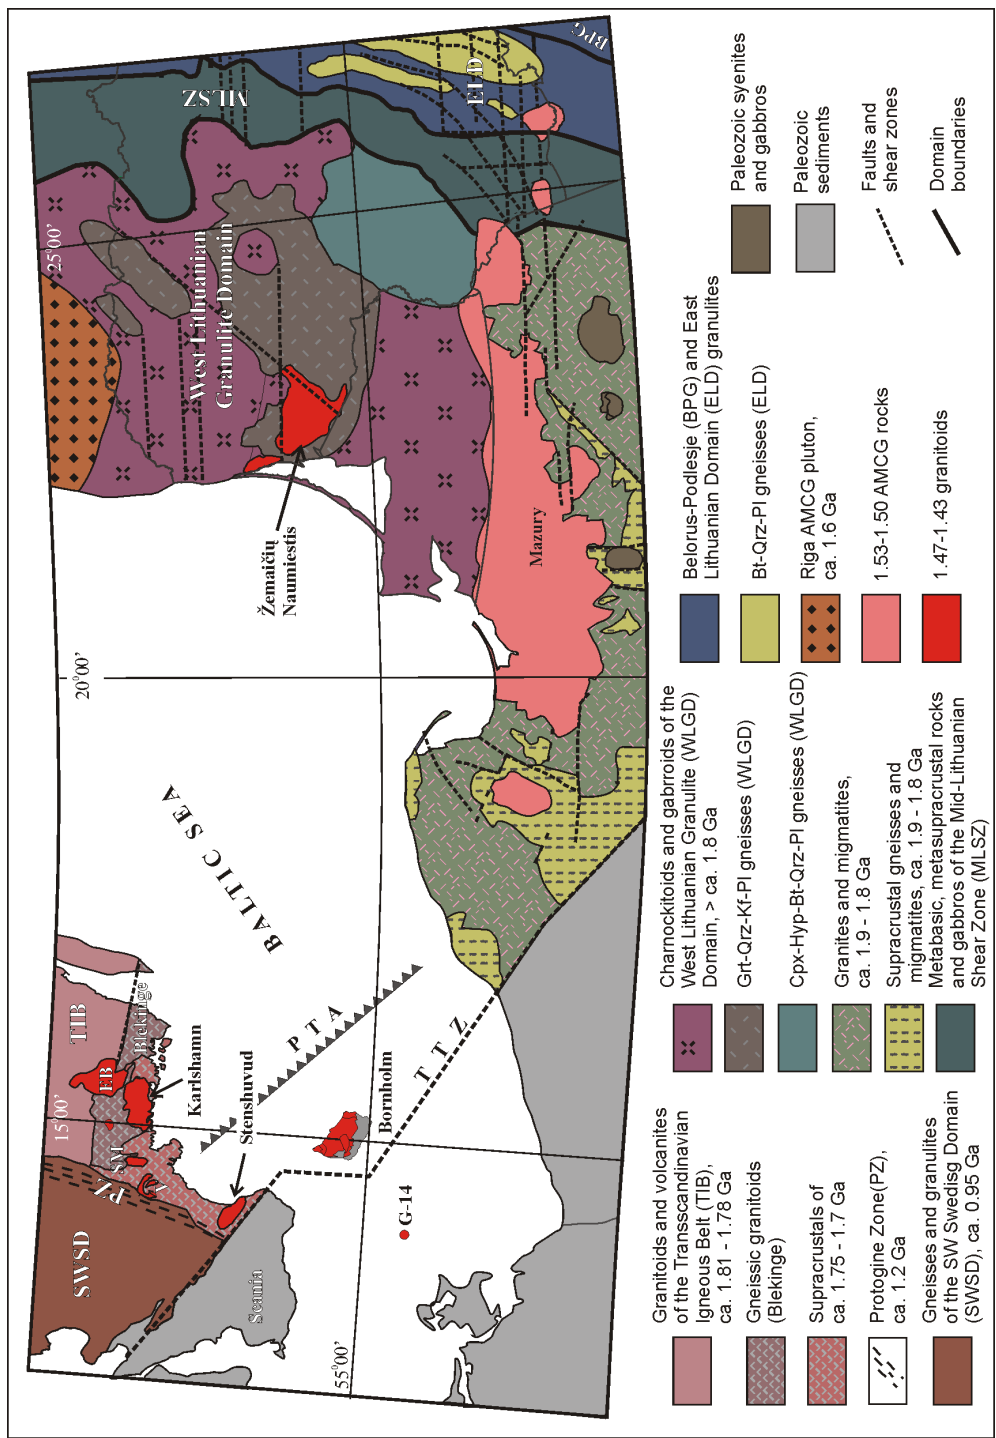 SWSD
PZ
TIB
15°00'
EB
SM
Blekinge
Karlshamn
Stenshuvud
Scania
PTA
TTZ
Bornholm
G-14
55°00'
BALTIC SEA
20°00'
Žemaičių
Naumiestis
Mazury
West Lithuanian
Granulite Domain
25°00'
MLSZ
ELD
BPG
Granitoids and volcanites
of the Transscandinavian
Igneous Belt (TIB),
ca. 1.81 - 1.78 Ga
Gneissic granitoids
(Blekinge)
Supracrustals of
ca. 1.75 - 1.7 Ga
Protogine Zone(PZ),
ca. 1.2 Ga
Gneisses and granulites
of the SW Swedisg Domain
(SWSD), ca. 0.95 Ga
Charnockitoids and gabbroids of the
West Lithuanian Granulite (WLGD)
Domain, > ca. 1.8 Ga
Grt-Qrz-Kf-Pl gneisses (WLGD)
Cpx-Hyp-Bt-Qrz-Pl gneisses (WLGD)
Granites and migmatites,
ca. 1.9 - 1.8 Ga
Supracrustal gneisses and
migmatites, ca. 1.9 - 1.8 Ga
Metabasic, metasupracrustal rocks
and gabbros of the Mid-Lithuanian
Shear Zone (MLSZ)
Belorus-Podlesje (BPG) and East
Lithuanian Domain (ELD) granulites
Bt-Qrz-Pl gneisses (ELD)
Riga AMCG pluton,
ca. 1.6 Ga
1.53-1.50 AMCG rocks
1.47-1.43 granitoids
Paleozoic syenites
and gabbros
Paleozoic
sediments
Faults and
shear zones
Domain
boundaries